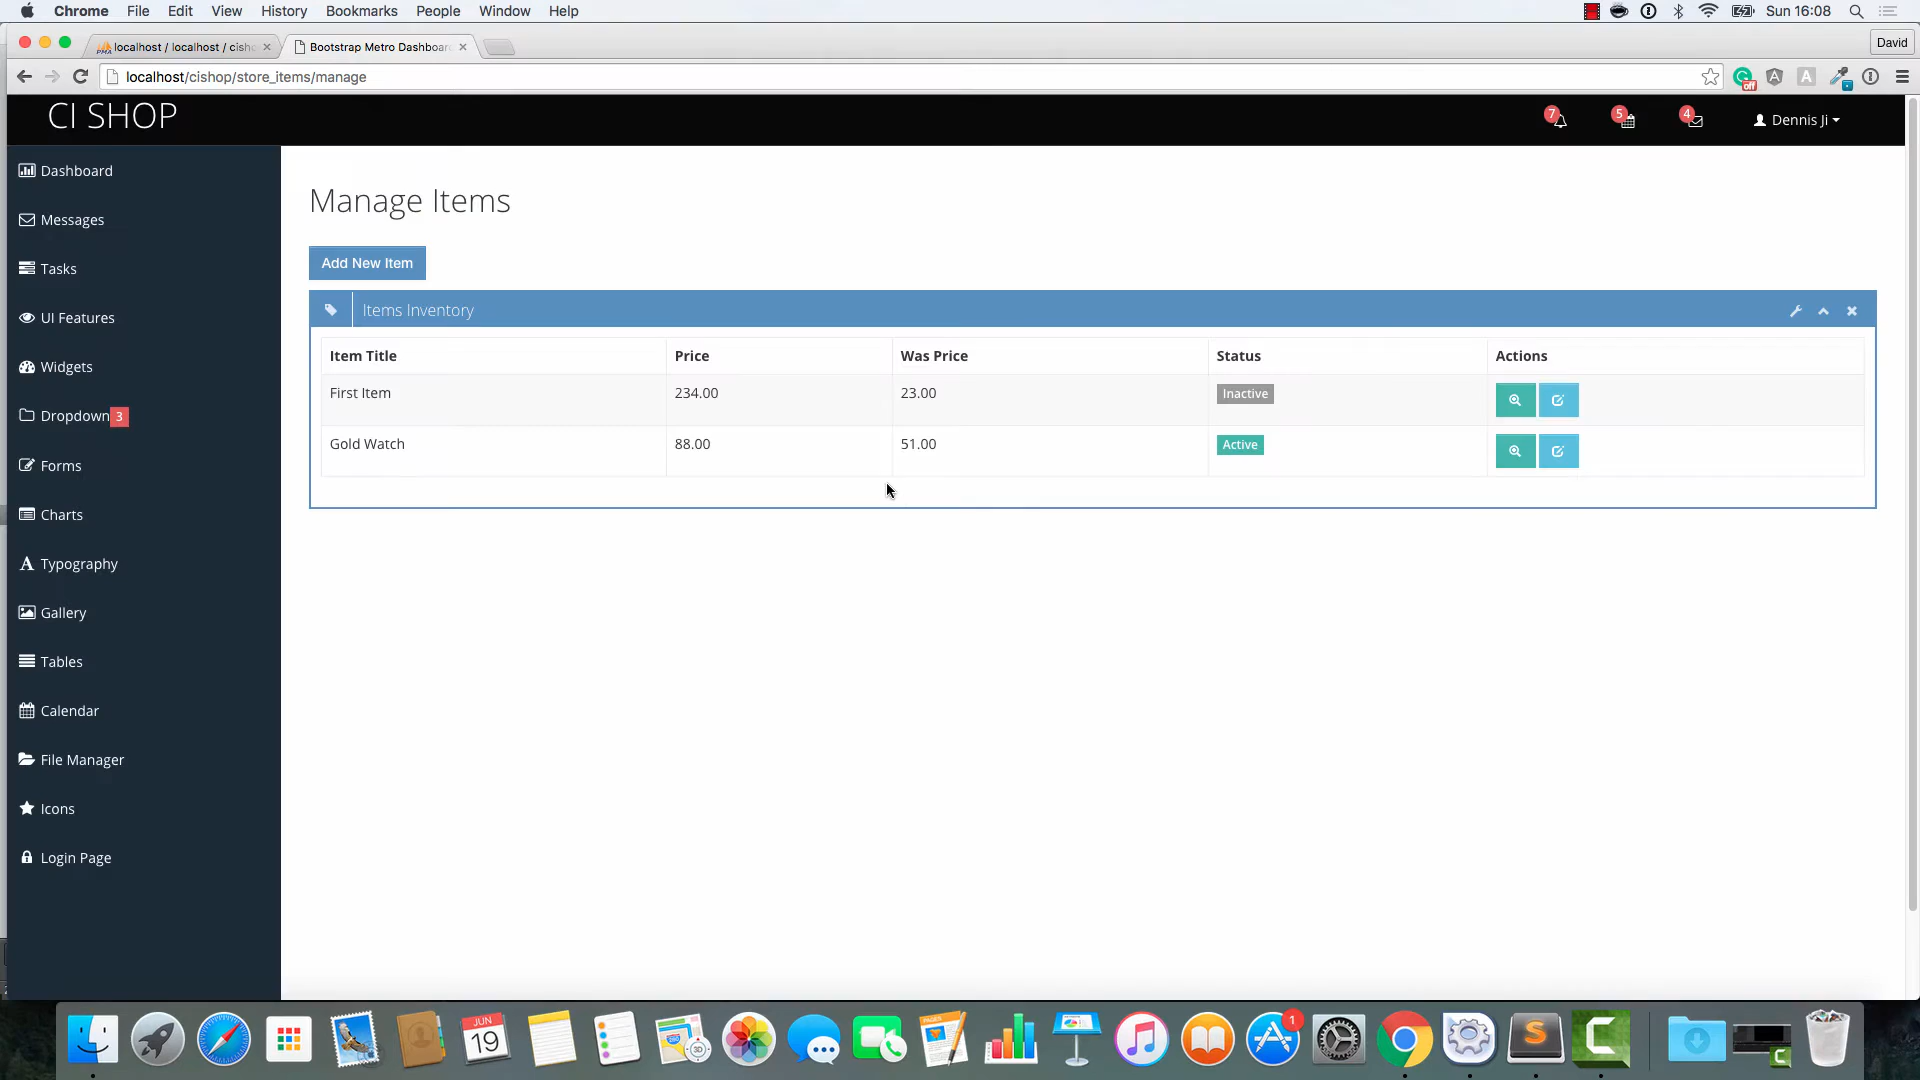 Chrome File Edit View History Bookmarks People Window Help Sun 16:08
localhost / localhost / cisho Bootstrap Metro Dashboar David
localhost/cishop/store_items/manage
CI SHOP 7 5 4 Dennis Ji
Dashboard
Messages
Tasks
UI Features
Widgets
Dropdown 3
Forms
Charts
Typography
Gallery
Tables
Calendar
File Manager
Icons
Login Page
Manage Items
Add New Item
Items Inventory
Item Title Price Was Price Status Actions
First Item 234.00 23.00 Inactive
Gold Watch 88.00 51.00 Active
JUN
19
3D
1